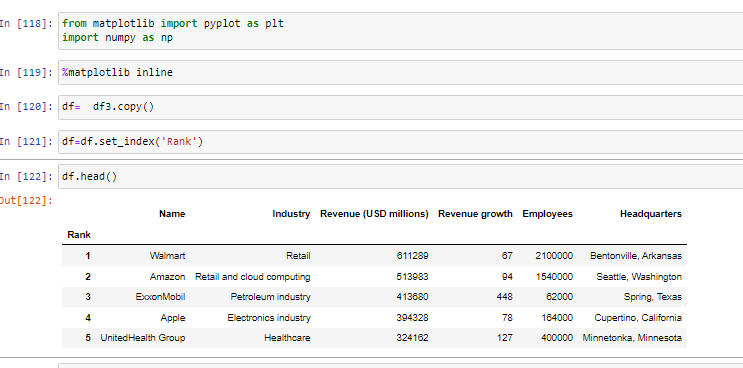 In [118]: from matplotlib import pyplot as plt
import numpy as np
In [119]: %matplotlib inline
In [120]: df=  df3.copy()
In [121]: df=df.set_index('Rank')
In [122]: df.head()
Out[122]:
Name Industry Revenue (USD millions) Revenue growth Employees Headquarters
Rank
1 Walmart Retail 611289 67 2100000 Bentonville, Arkansas
2 Amazon Retail and cloud computing 513983 94 1540000 Seattle, Washington
3 ExxonMobil Petroleum industry 413680 448 62000 Spring, Texas
4 Apple Electronics industry 394328 78 164000 Cupertino, California
5 UnitedHealth Group Healthcare 324162 127 400000 Minnetonka, Minnesota